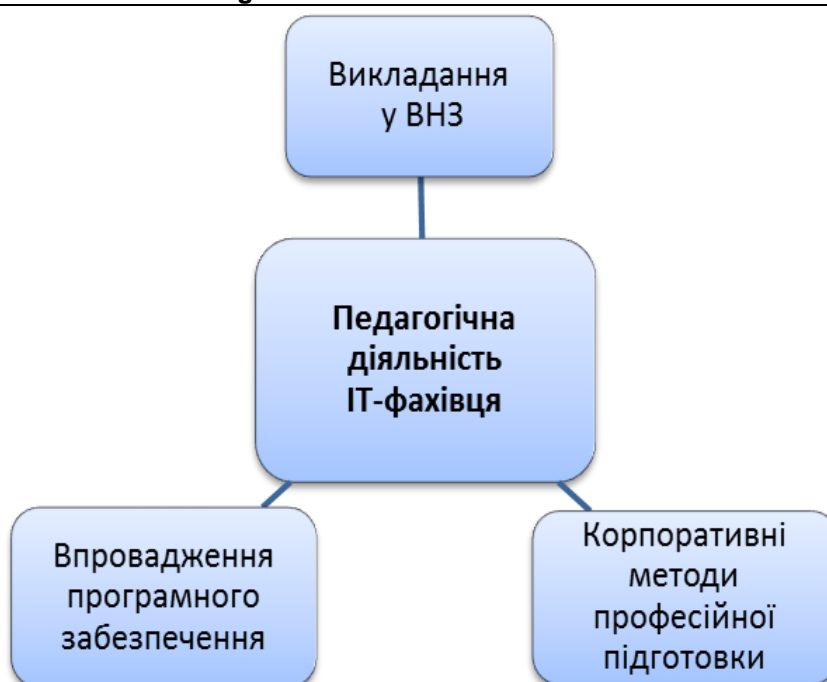 Викладання
у ВНЗ
Педагогічна
діяльність
ІТ-фахівця
Впровадження
програмного
забезпечення
Корпоративні
методи
професійної
підготовки